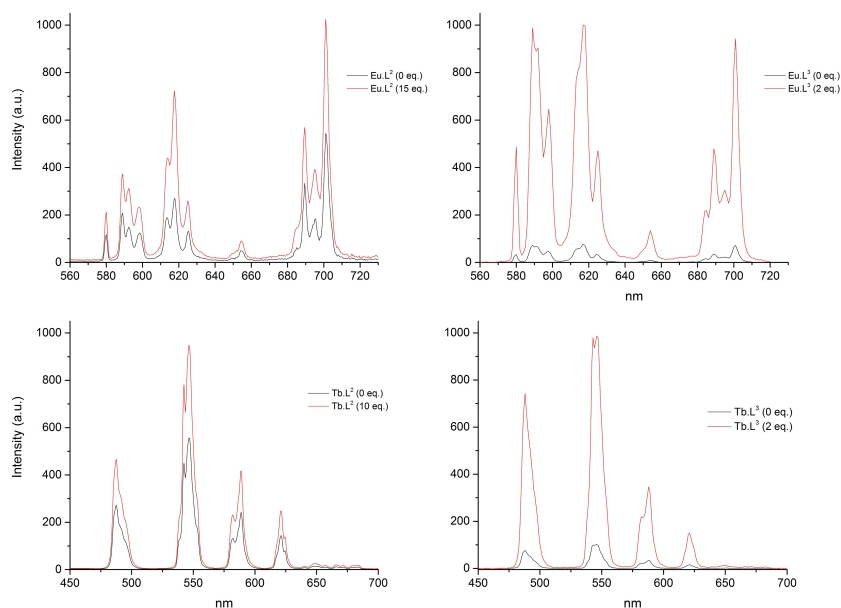 1000
800
600
400
200
0
Intensity (a.u.)
Eu.L² (0 eq.)
Eu.L² (15 eq.)
560 580 600 620 640 660 680 700 720
1000
800
600
400
200
0
Eu.L³ (0 eq.)
Eu.L³ (2 eq.)
560 580 600 620 640 660 680 700 720
nm
1000
800
600
400
200
0
Intensity (a.u.)
Tb.L² (0 eq.)
Tb.L² (10 eq.)
450 500 550 600 650 700
nm
1000
800
600
400
200
0
Tb.L³ (0 eq.)
Tb.L³ (2 eq.)
450 500 550 600 650 700
nm